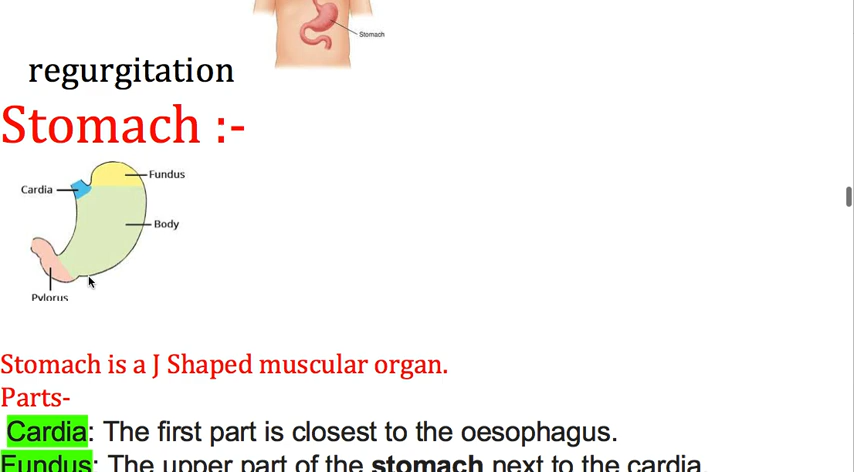 Stomach
regurgitation
Stomach :-
Fundus
Cardia
Body
Pylorus
Stomach is a J Shaped muscular organ.
Parts-
Cardia: The first part is closest to the oesophagus.
Fundus: The upper part of the stomach next to the cardia